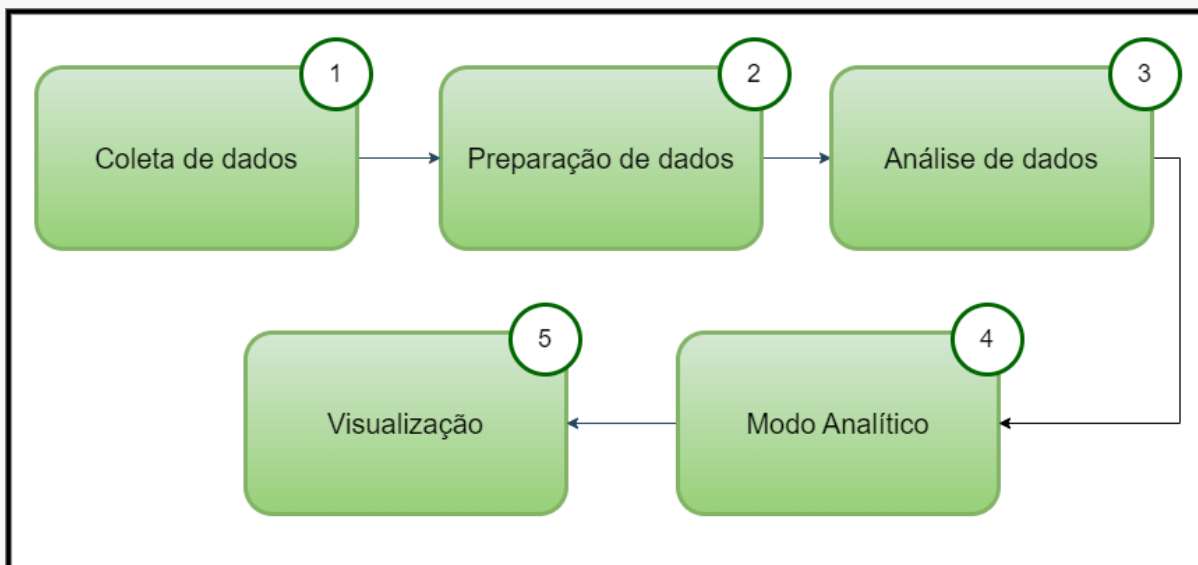 1
Coleta de dados
2
Preparação de dados
3
Análise de dados
4
Modo Analítico
5
Visualização